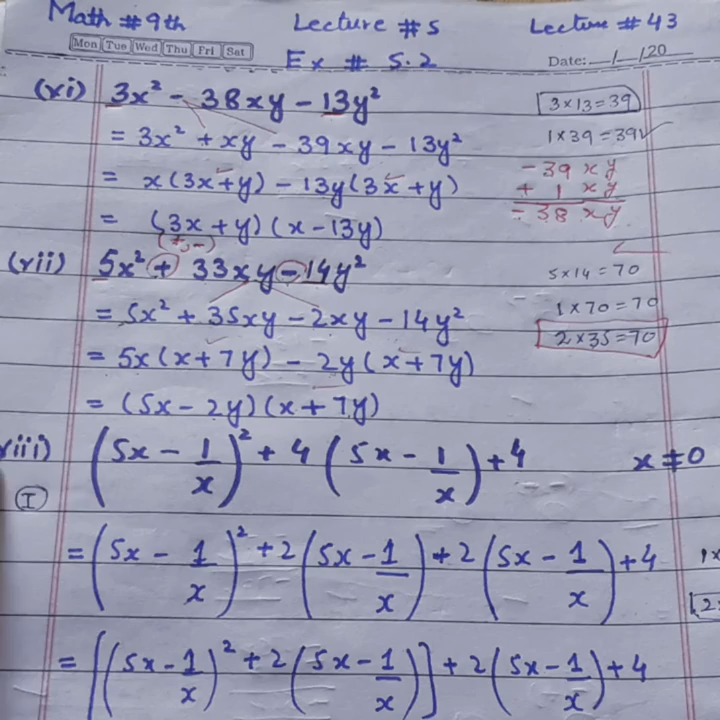 Math # 9th Lecture # 5 Lecture # 43
Mon Tue Wed Thu Fri Sat Ex # 5.2 Date: __/__/20
(xi) 3x² - 38xy - 13y² 3×13=39
= 3x² + xy - 39xy - 13y² 1×39=39✓
= x(3x+y) - 13y(3x+y) -39xy
+ 1 xy
= (3x+y)(x-13y) -38xy
(+,-)
(xii) 5x² + 33xy - 14y² 5×14=70
= 5x² + 35xy - 2xy - 14y² 1×70=70
= 5x(x+7y) - 2y(x+7y) 2×35=70
= (5x-2y)(x+7y)
xiii) (5x - 1/x)² + 4(5x - 1/x) + 4 x≠0
I
= (5x - 1/x)² + 2(5x - 1/x) + 2(5x - 1/x) + 4
= [(5x - 1/x)² + 2(5x - 1/x)] + 2(5x - 1/x) + 4